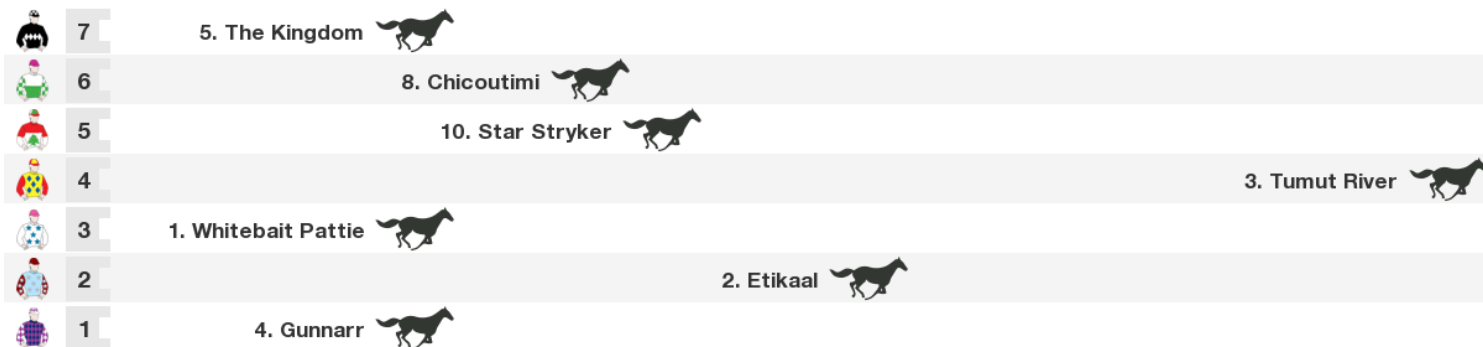 7 5. The Kingdom
6 8. Chicoutimi
5 10. Star Stryker
4 3. Tumut River
3 1. Whitebait Pattie
2 2. Etikaal
1 4. Gunnarr